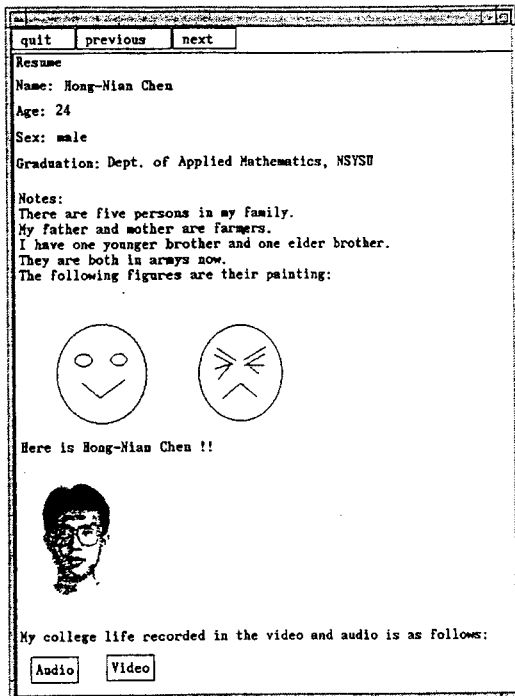 quit previous next
Resume
Name: Hong-Nian Chen
Age: 24
Sex: male
Graduation: Dept. of Applied Mathematics, NSYSU
Notes:
There are five persons in my family.
My father and mother are farmers.
I have one younger brother and one elder brother.
They are both in armys now.
The following figures are their painting:
Here is Hong-Nian Chen !!
My college life recorded in the video and audio is as follows:
Audio Video